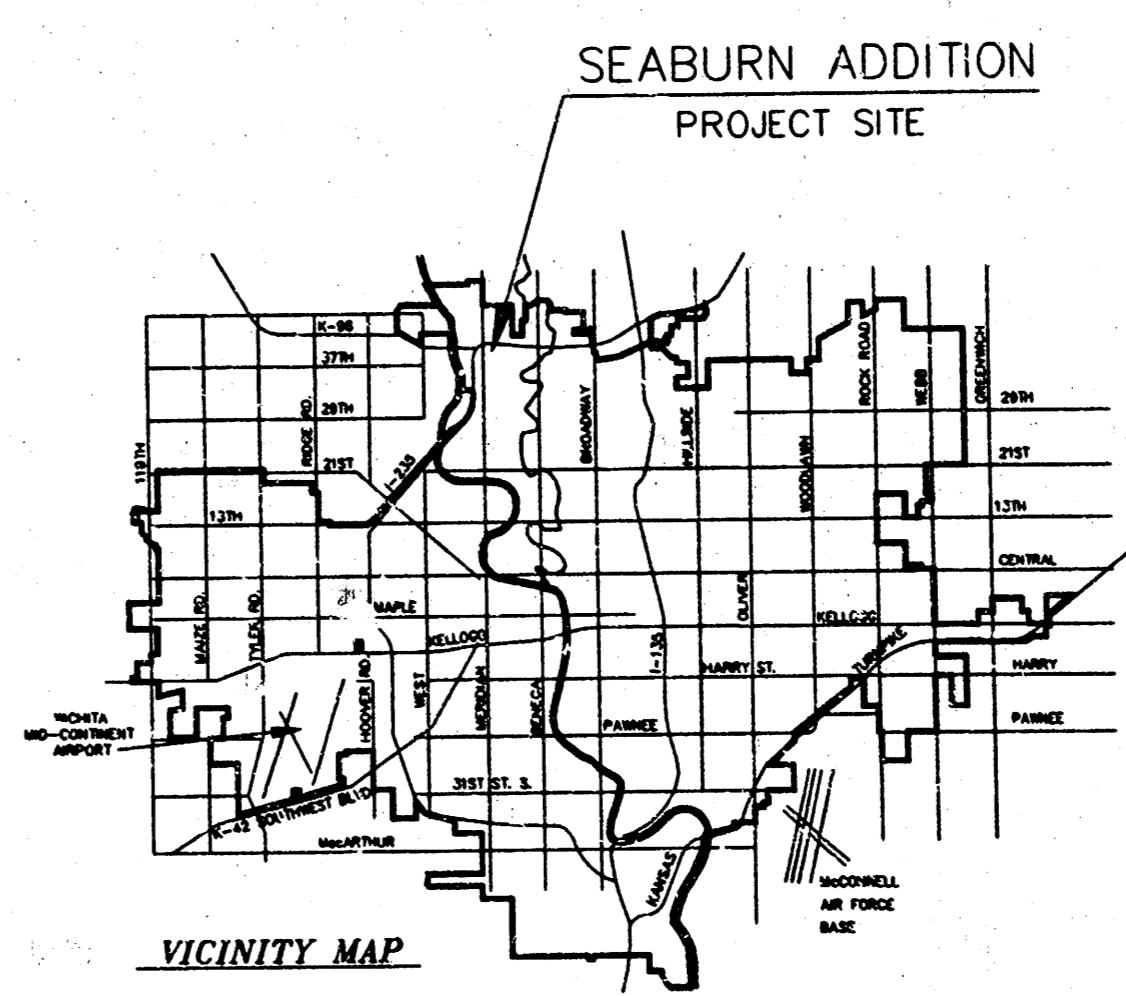 SEABURN ADDITION
PROJECT SITE
K-96
37TH
29TH
RIDGE RD.
21ST
119TH
I-235
13TH
BROADWAY
HILLSIDE
WOODLAWN
ROCK ROAD
WEBB
GREENWICH
29TH
21ST
13TH
CENTRAL
MAIZE RD.
TYLER RD.
MAPLE
KELLOGG
OLIVER
KELLOGG
TURNPIKE
HOOVER RD.
WEST
MERIDIAN
SENECA
I-135
HARRY ST.
HARRY
PAWNEE
PAWNEE
WICHITA
MID-CONTINENT
AIRPORT
31ST ST. S.
K-42 SOUTHWEST BLVD
McARTHUR
KANSAS
McCONNELL
AIR FORCE
BASE
VICINITY MAP